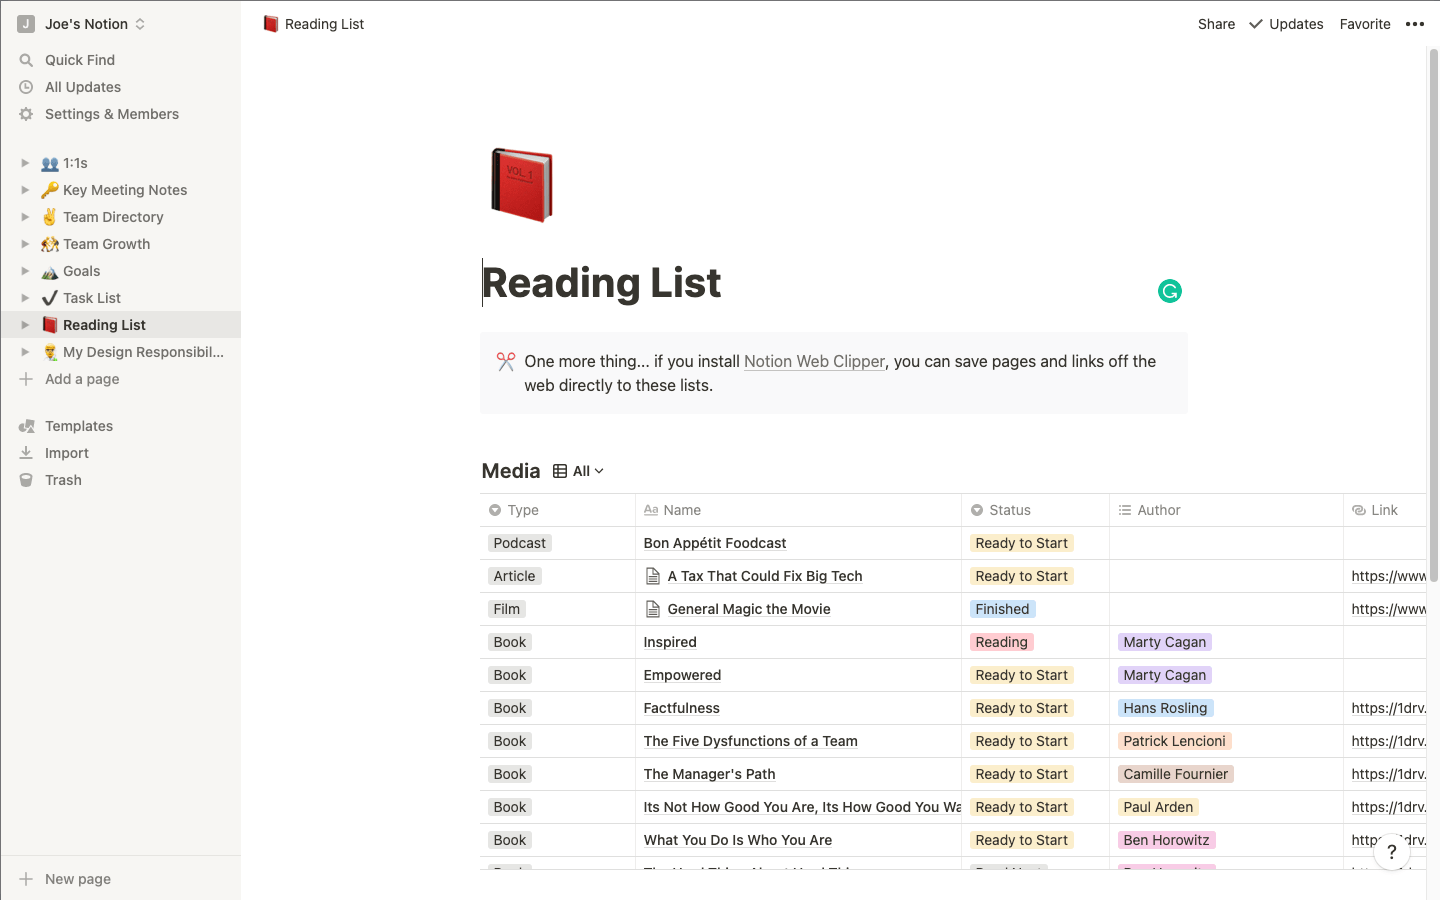 J Joe's Notion
Quick Find
All Updates
Settings & Members
1:1s
Key Meeting Notes
Team Directory
Team Growth
Goals
Task List
Reading List
My Design Responsibil...
Add a page
Templates
Import
Trash
New page
Reading List
Share Updates Favorite
VOL. 1
Reading List
One more thing... if you install Notion Web Clipper, you can save pages and links off the
web directly to these lists.
Media All
Type Aa Name Status Author Link
Podcast Bon Appétit Foodcast Ready to Start
Article A Tax That Could Fix Big Tech Ready to Start https://www
Film General Magic the Movie Finished https://www
Book Inspired Reading Marty Cagan
Book Empowered Ready to Start Marty Cagan
Book Factfulness Ready to Start Hans Rosling https://1drv.
Book The Five Dysfunctions of a Team Ready to Start Patrick Lencioni https://1drv.
Book The Manager's Path Ready to Start Camille Fournier https://1drv.
Book Its Not How Good You Are, Its How Good You Wa Ready to Start Paul Arden https://1drv.
Book What You Do Is Who You Are Ready to Start Ben Horowitz
?